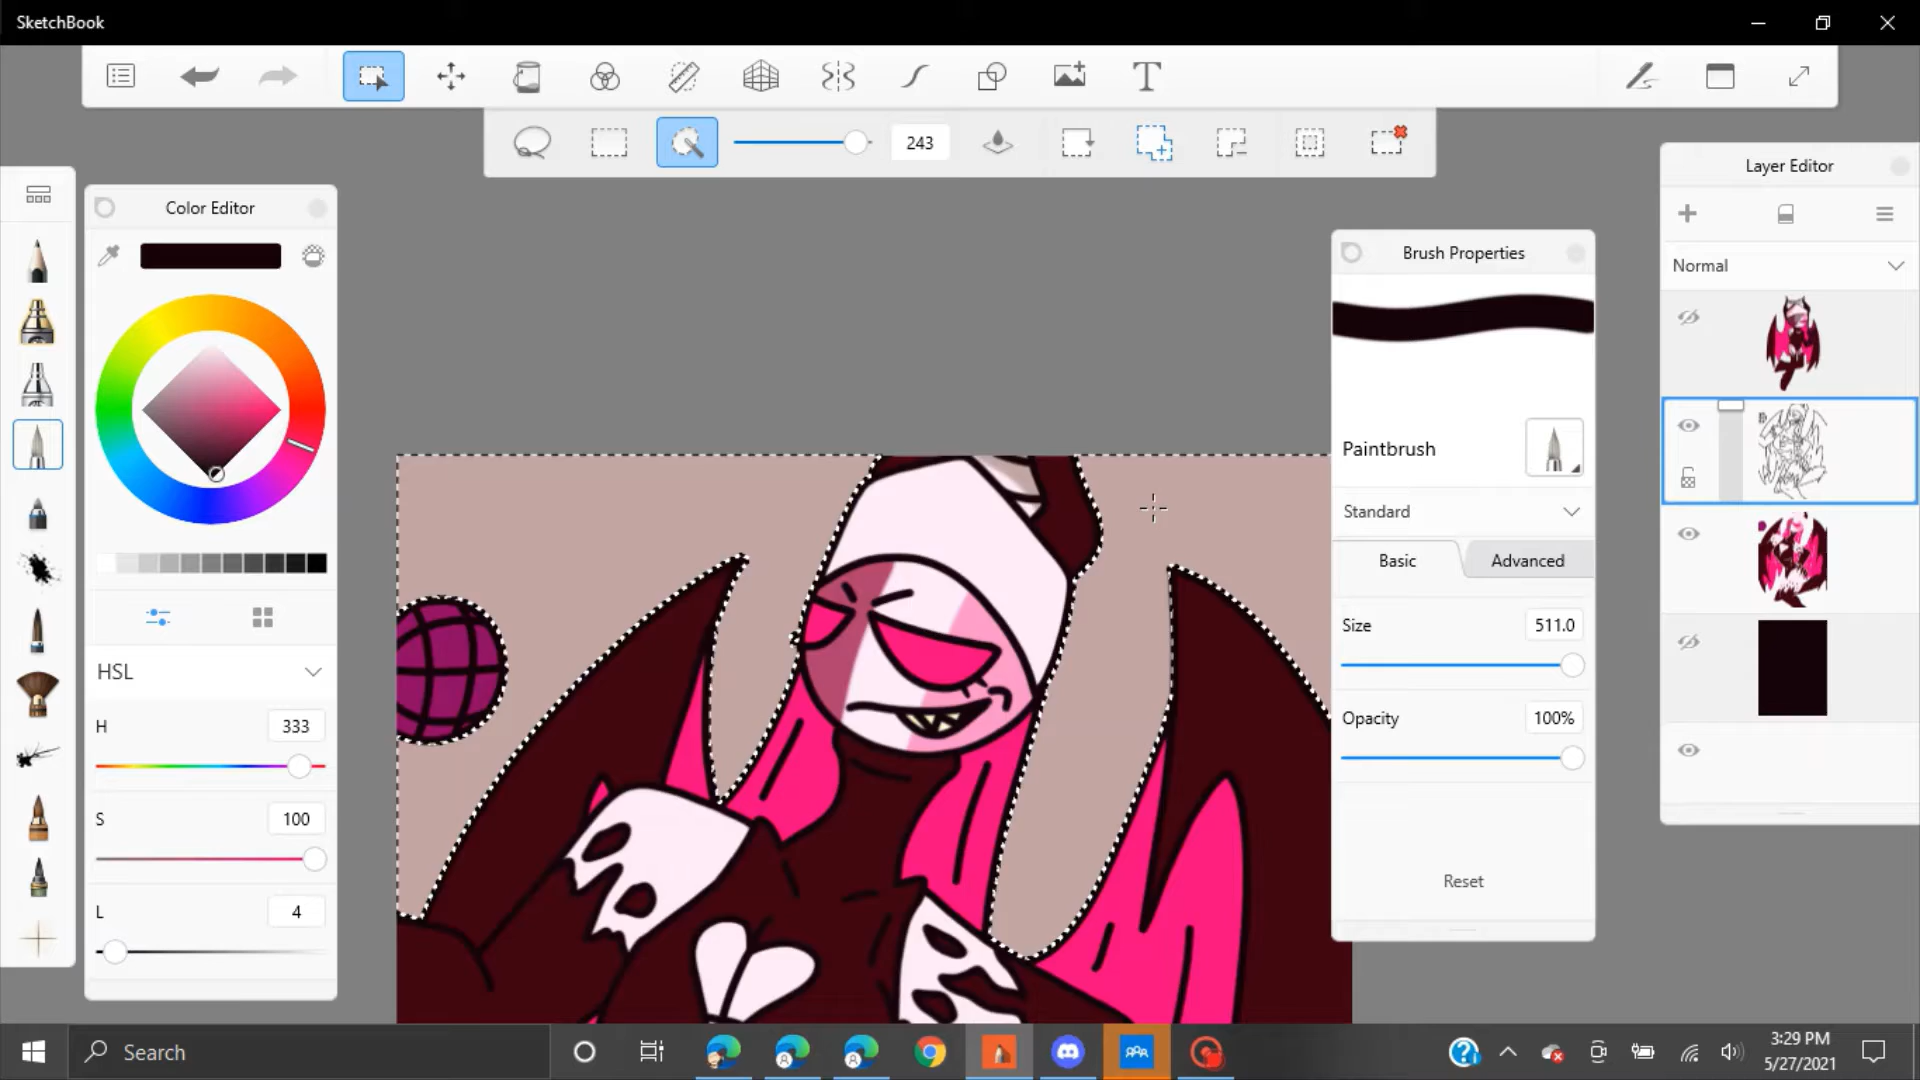 SketchBook
T
243
Color Editor
Layer Editor
Brush Properties
Normal
Paintbrush
Standard
Basic
Advanced
Size
511.0
Opacity
100%
Reset
HSL
H
333
S
100
L
4
Search
3:29 PM
5/27/2021